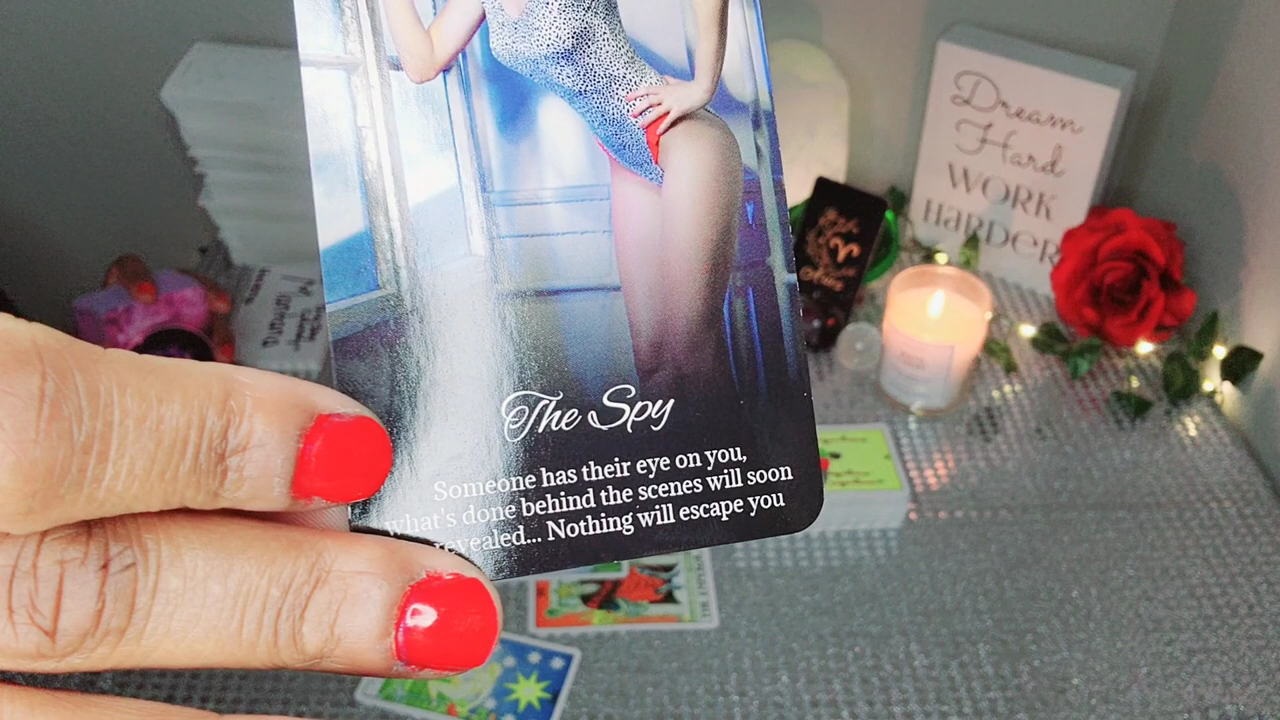 Dream
Hard
WORK
HARDER
Aries
The Spy
Someone has their eye on you,
what's done behind the scenes will soon
revealed... Nothing will escape you